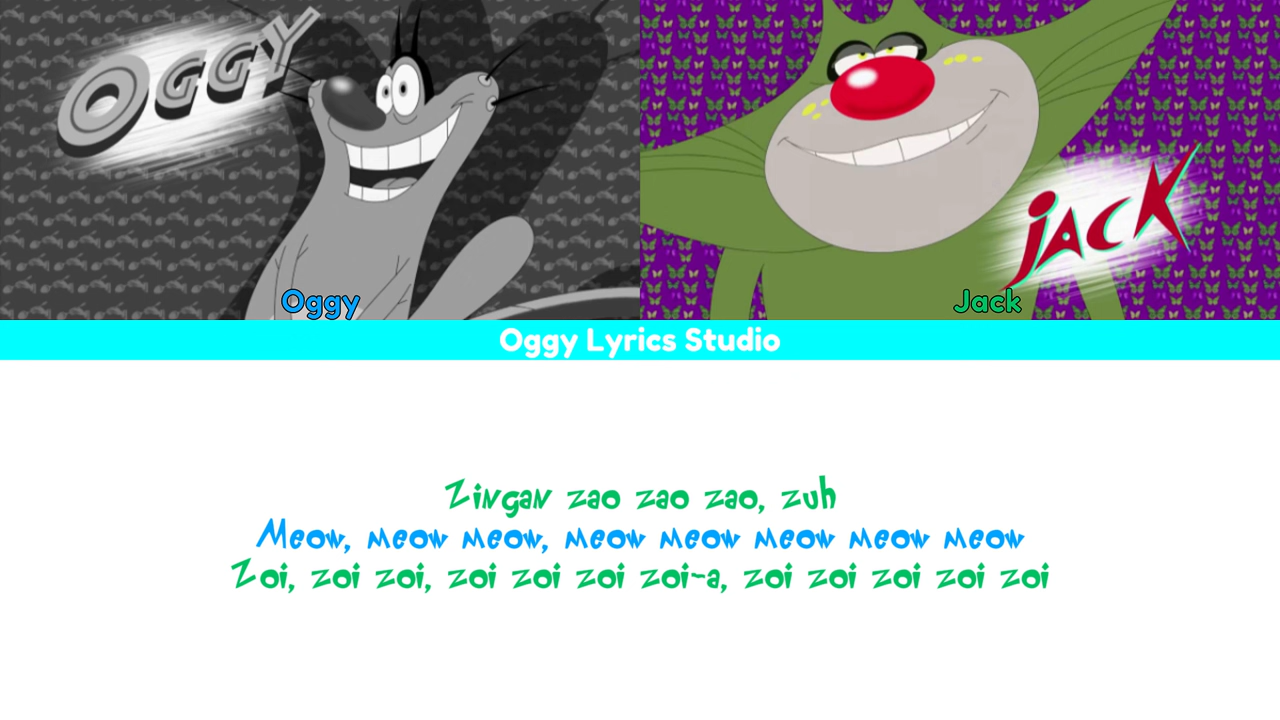 OGGY
JACK
Oggy
Jack
Oggy Lyrics Studio
Zingan zao zao zao, zuh
Meow, meow meow, meow meow meow meow meow
Zoi, zoi zoi, zoi zoi zoi zoi-a, zoi zoi zoi zoi zoi